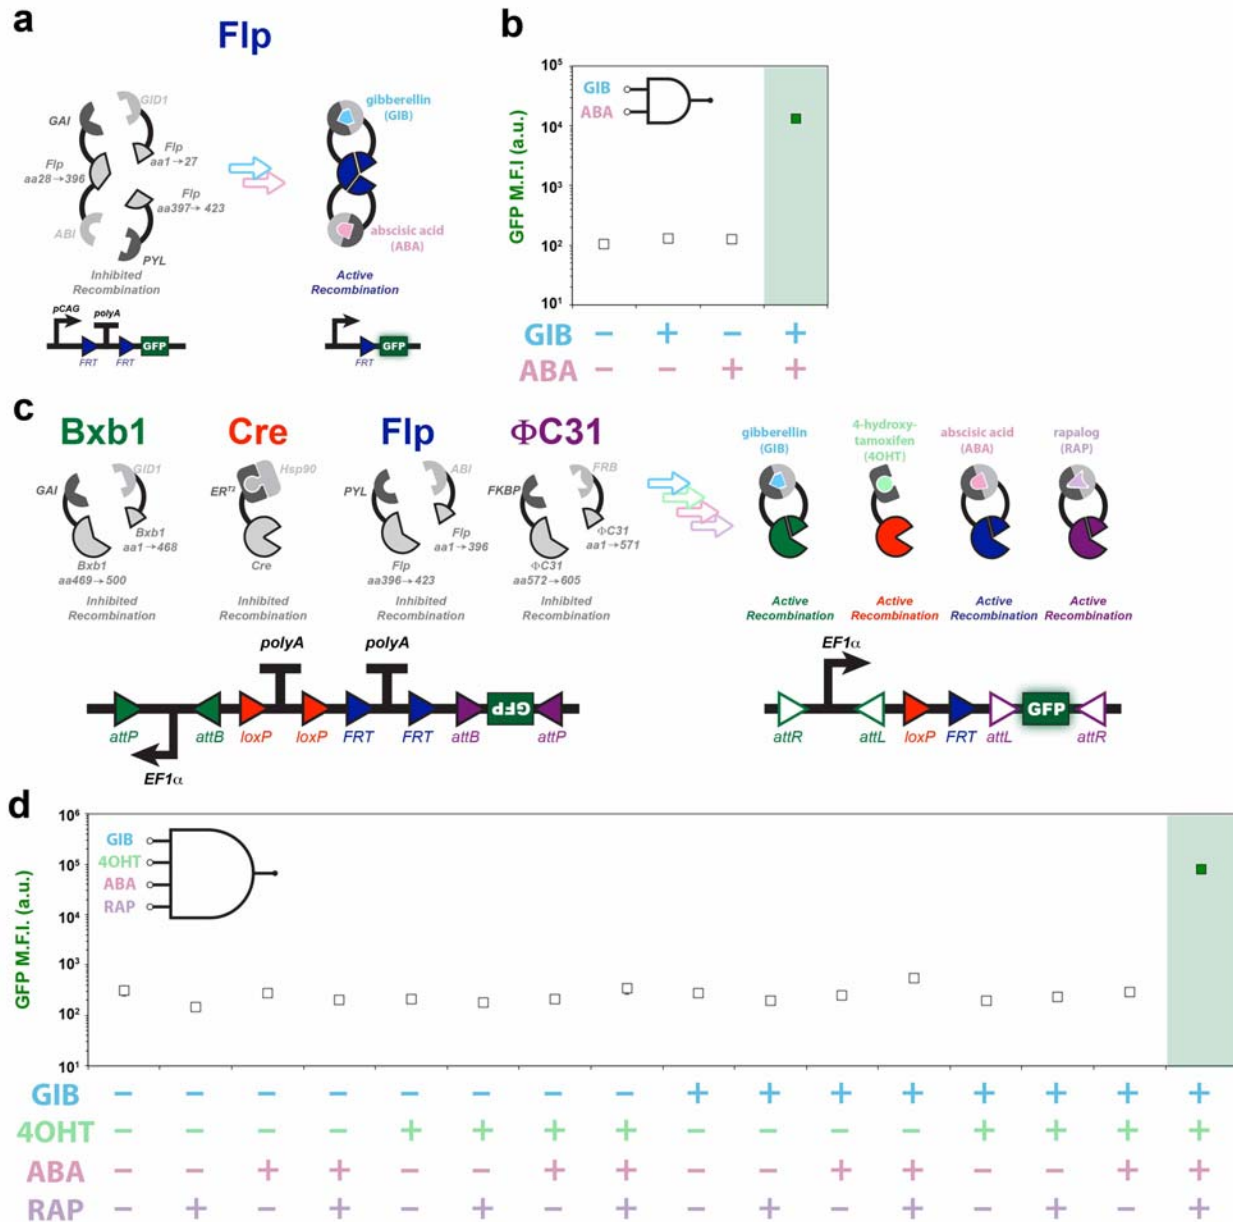 a
Flp
GAI
GID1
Flp
aa1→27
Flp
aa28→396
Flp
aa397→423
ABI
PYL
Inhibited
Recombination
pCAG
polyA
FRT
FRT
GFP
gibberellin
(GIB)
abscisic acid
(ABA)
Active
Recombination
FRT
GFP
b
GFP M.F.I (a.u.)
10⁵
10⁴
10³
10²
10¹
GIB
ABA
GIB − + − +
ABA − − + +
c
Bxb1
Cre
Flp
ΦC31
GAI
GID1
Bxb1
aa1→468
Bxb1
aa469→500
Inhibited
Recombination
ERᵀ²
Hsp90
Cre
Inhibited
Recombination
PYL
ABI
Flp
aa1→396
Flp
aa396→423
Inhibited
Recombination
FKBP
FRB
ΦC31
aa1→571
ΦC31
aa572→605
Inhibited
Recombination
gibberellin
(GIB)
4-hydroxy-
tamoxifen
(4OHT)
abscisic acid
(ABA)
rapalog
(RAP)
Active
Recombination
Active
Recombination
Active
Recombination
Active
Recombination
polyA
polyA
GFP
attP
attB
loxP
loxP
FRT
FRT
attB
attP
EF1α
EF1α
GFP
attR
attL
loxP
FRT
attL
attR
d
GFP M.F.I. (a.u.)
10⁶
10⁵
10⁴
10³
10²
10¹
GIB
4OHT
ABA
RAP
GIB − − − − − − − − + + + + + + + +
4OHT − − − − + + + + − − − − + + + +
ABA − − + + − − + + − − + + − − + +
RAP − + − + − + − + − + − + − + − +